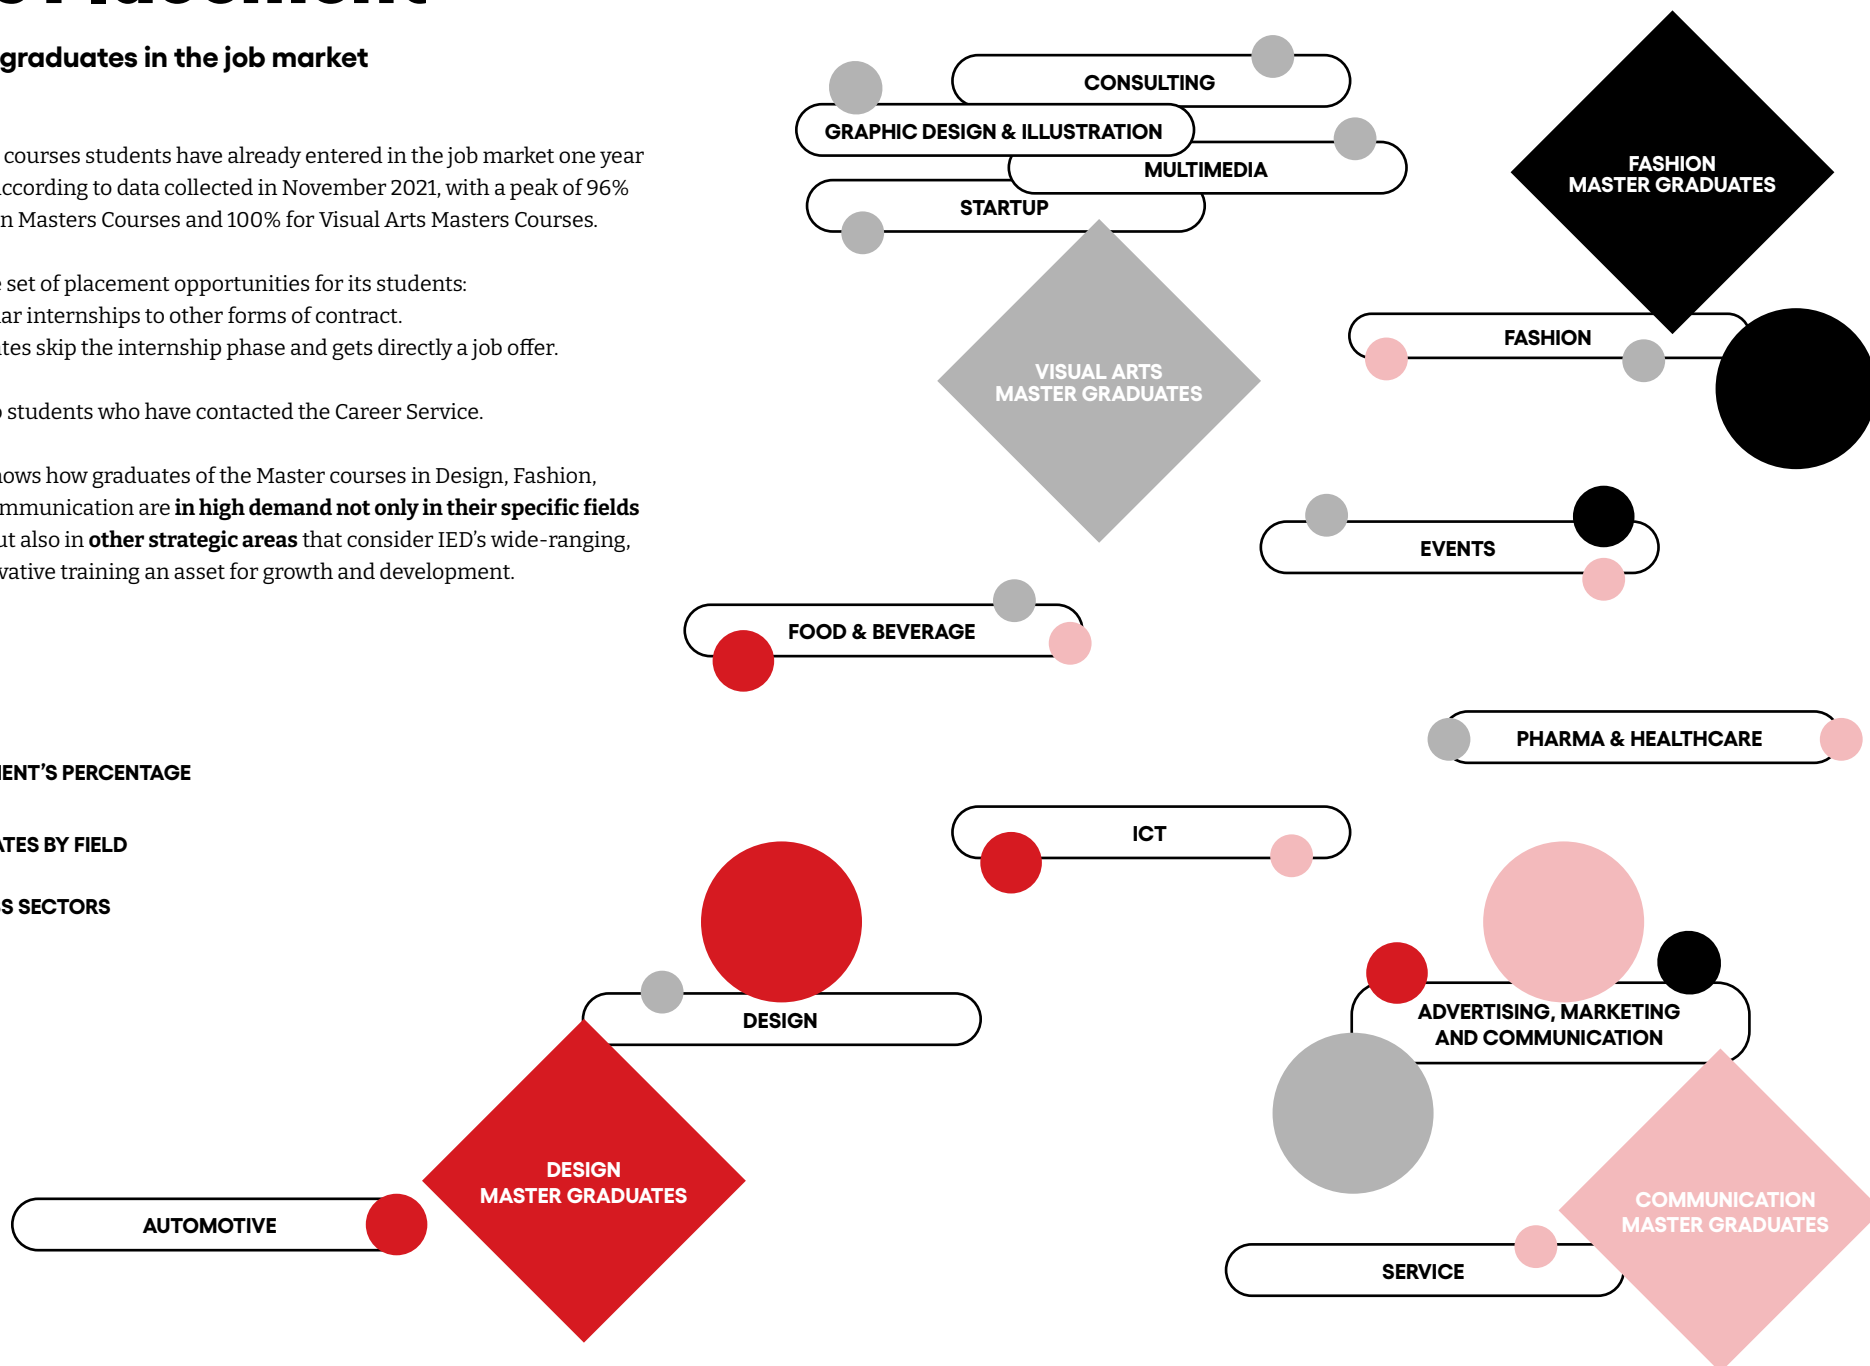 Placement
graduates in the job market
courses students have already entered in the job market one year
according to data collected in November 2021, with a peak of 96%
n Masters Courses and 100% for Visual Arts Masters Courses.
set of placement opportunities for its students:
ar internships to other forms of contract.
tes skip the internship phase and gets directly a job offer.
students who have contacted the Career Service.
hows how graduates of the Master courses in Design, Fashion,
mmunication are in high demand not only in their specific fields
ut also in other strategic areas that consider IED's wide-ranging,
vative training an asset for growth and development.
MENT'S PERCENTAGE
ATES BY FIELD
SS SECTORS
CONSULTING
GRAPHIC DESIGN & ILLUSTRATION
MULTIMEDIA
STARTUP
VISUAL ARTS
MASTER GRADUATES
FASHION
MASTER GRADUATES
FASHION
EVENTS
FOOD & BEVERAGE
PHARMA & HEALTHCARE
ICT
DESIGN
ADVERTISING, MARKETING
AND COMMUNICATION
DESIGN
MASTER GRADUATES
AUTOMOTIVE
COMMUNICATION
MASTER GRADUATES
SERVICE